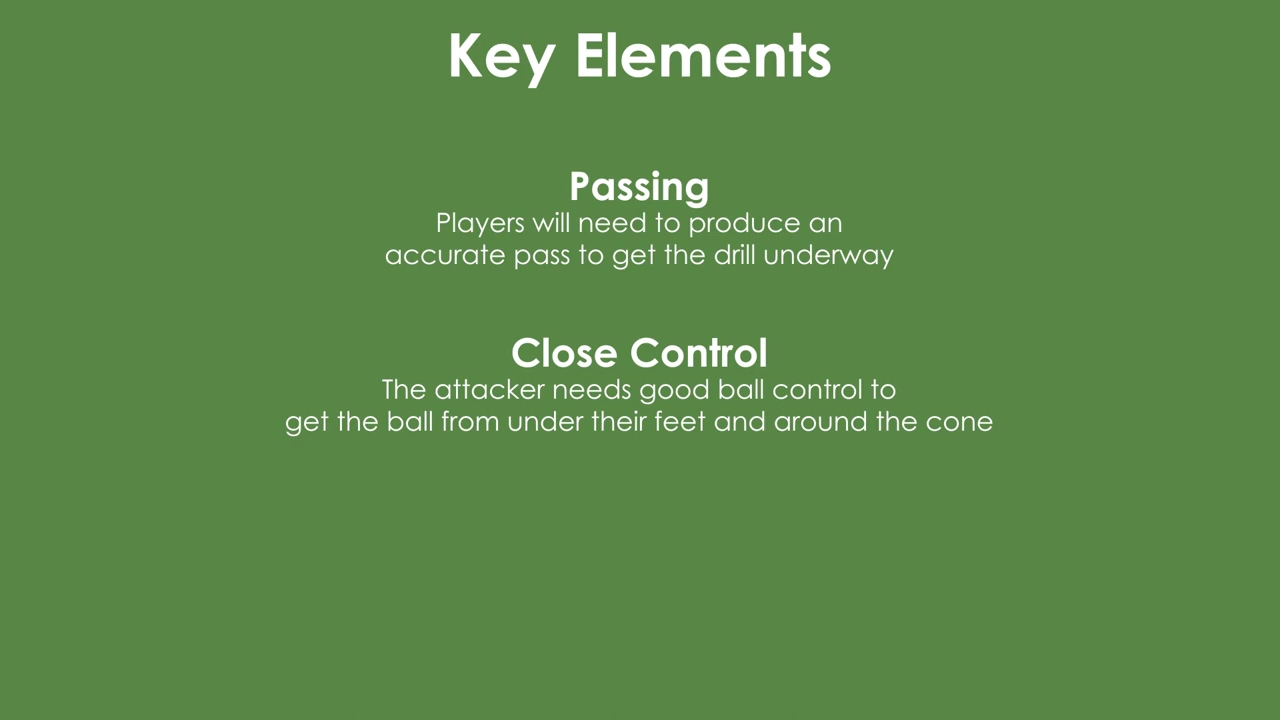 Key Elements
Passing
Players will need to produce an
accurate pass to get the drill underway
Close Control
The attacker needs good ball control to
get the ball from under their feet and around the cone